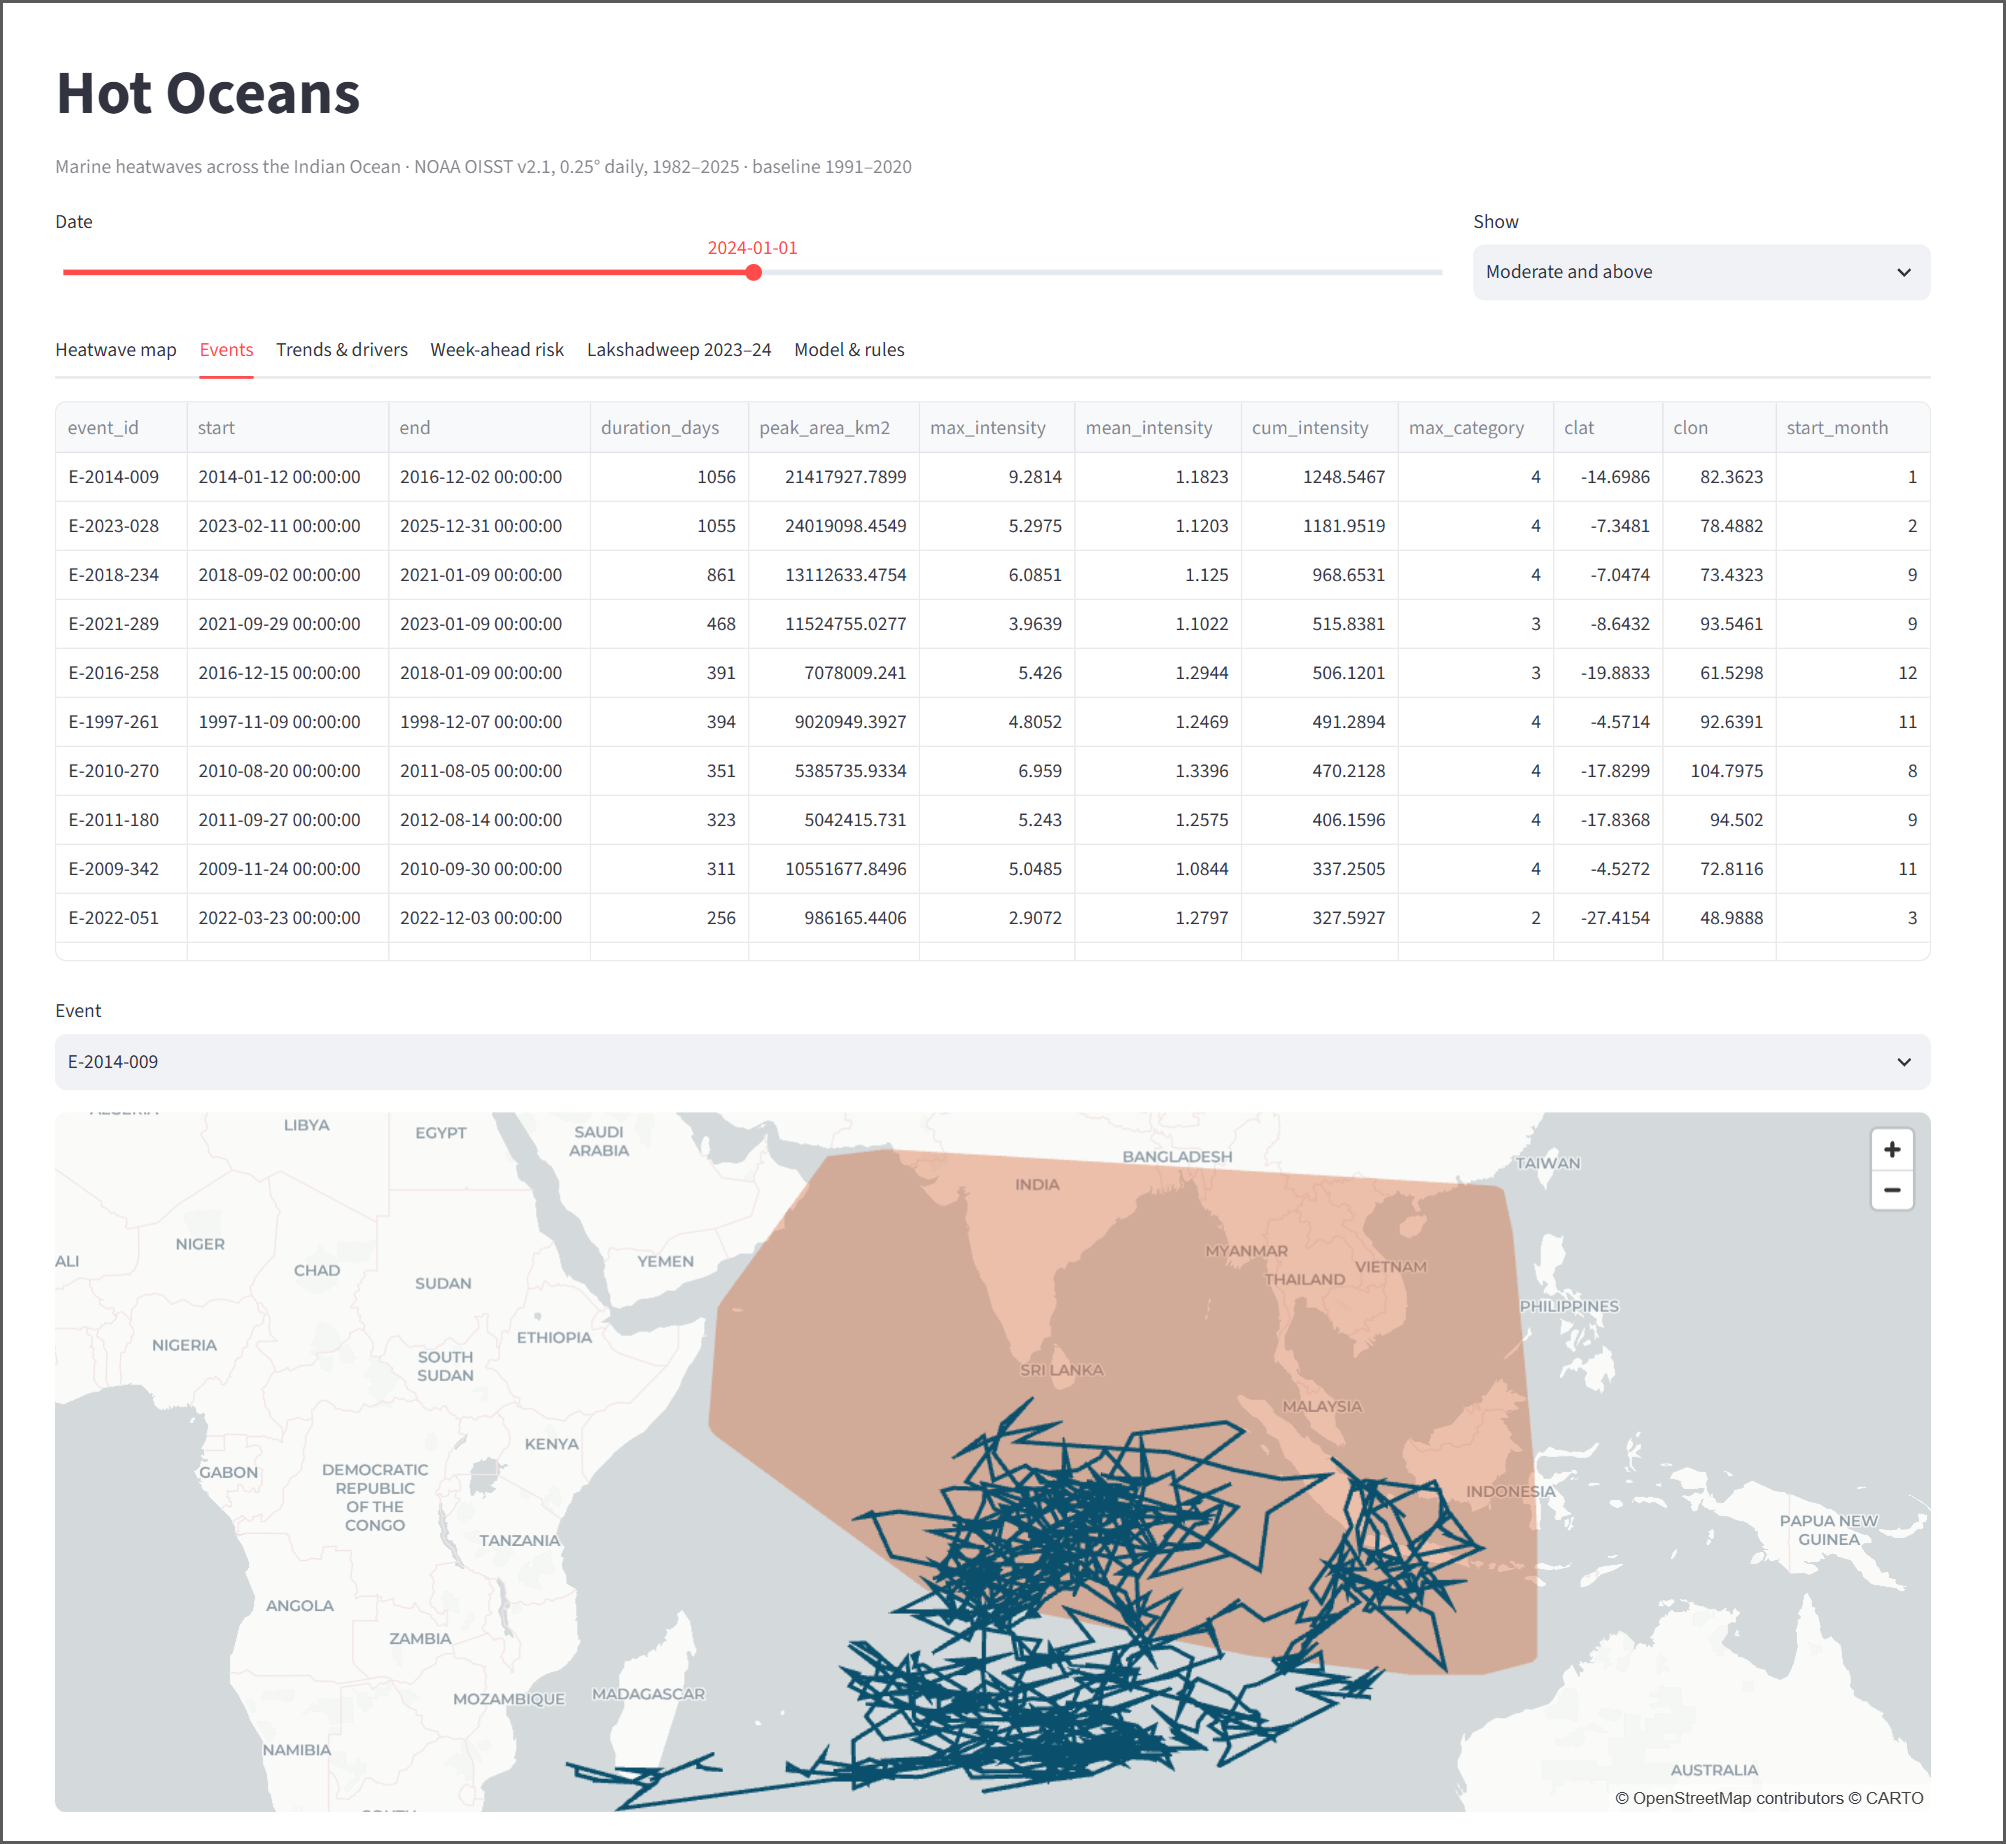 Hot Oceans
Marine heatwaves across the Indian Ocean · NOAA OISST v2.1, 0.25° daily, 1982–2025 · baseline 1991–2020
Date
Show
2024-01-01
Moderate and above
Heatwave map Events Trends & drivers Week-ahead risk Lakshadweep 2023–24 Model & rules
event_id start end duration_days peak_area_km2 max_intensity mean_intensity cum_intensity max_category clat clon start_month
E-2014-009 2014-01-12 00:00:00 2016-12-02 00:00:00 1056 21417927.7899 9.2814 1.1823 1248.5467 4 -14.6986 82.3623 1
E-2023-028 2023-02-11 00:00:00 2025-12-31 00:00:00 1055 24019098.4549 5.2975 1.1203 1181.9519 4 -7.3481 78.4882 2
E-2018-234 2018-09-02 00:00:00 2021-01-09 00:00:00 861 13112633.4754 6.0851 1.125 968.6531 4 -7.0474 73.4323 9
E-2021-289 2021-09-29 00:00:00 2023-01-09 00:00:00 468 11524755.0277 3.9639 1.1022 515.8381 3 -8.6432 93.5461 9
E-2016-258 2016-12-15 00:00:00 2018-01-09 00:00:00 391 7078009.241 5.426 1.2944 506.1201 3 -19.8833 61.5298 12
E-1997-261 1997-11-09 00:00:00 1998-12-07 00:00:00 394 9020949.3927 4.8052 1.2469 491.2894 4 -4.5714 92.6391 11
E-2010-270 2010-08-20 00:00:00 2011-08-05 00:00:00 351 5385735.9334 6.959 1.3396 470.2128 4 -17.8299 104.7975 8
E-2011-180 2011-09-27 00:00:00 2012-08-14 00:00:00 323 5042415.731 5.243 1.2575 406.1596 4 -17.8368 94.502 9
E-2009-342 2009-11-24 00:00:00 2010-09-30 00:00:00 311 10551677.8496 5.0485 1.0844 337.2505 4 -4.5272 72.8116 11
E-2022-051 2022-03-23 00:00:00 2022-12-03 00:00:00 256 986165.4406 2.9072 1.2797 327.5927 2 -27.4154 48.9888 3
Event
E-2014-009
LIBYA
EGYPT
SAUDI
ARABIA
BANGLADESH
TAIWAN
INDIA
NIGER
MYANMAR
ALI
CHAD
YEMEN
VIETNAM
SUDAN
THAILAND
PHILIPPINES
ETHIOPIA
NIGERIA
SOUTH
SUDAN
SRI LANKA
MALAYSIA
KENYA
GABON
DEMOCRATIC
REPUBLIC
OF THE
CONGO
INDONESIA
PAPUA NEW
GUINEA
TANZANIA
ANGOLA
ZAMBIA
MOZAMBIQUE
MADAGASCAR
NAMIBIA
AUSTRALIA
© OpenStreetMap contributors © CARTO